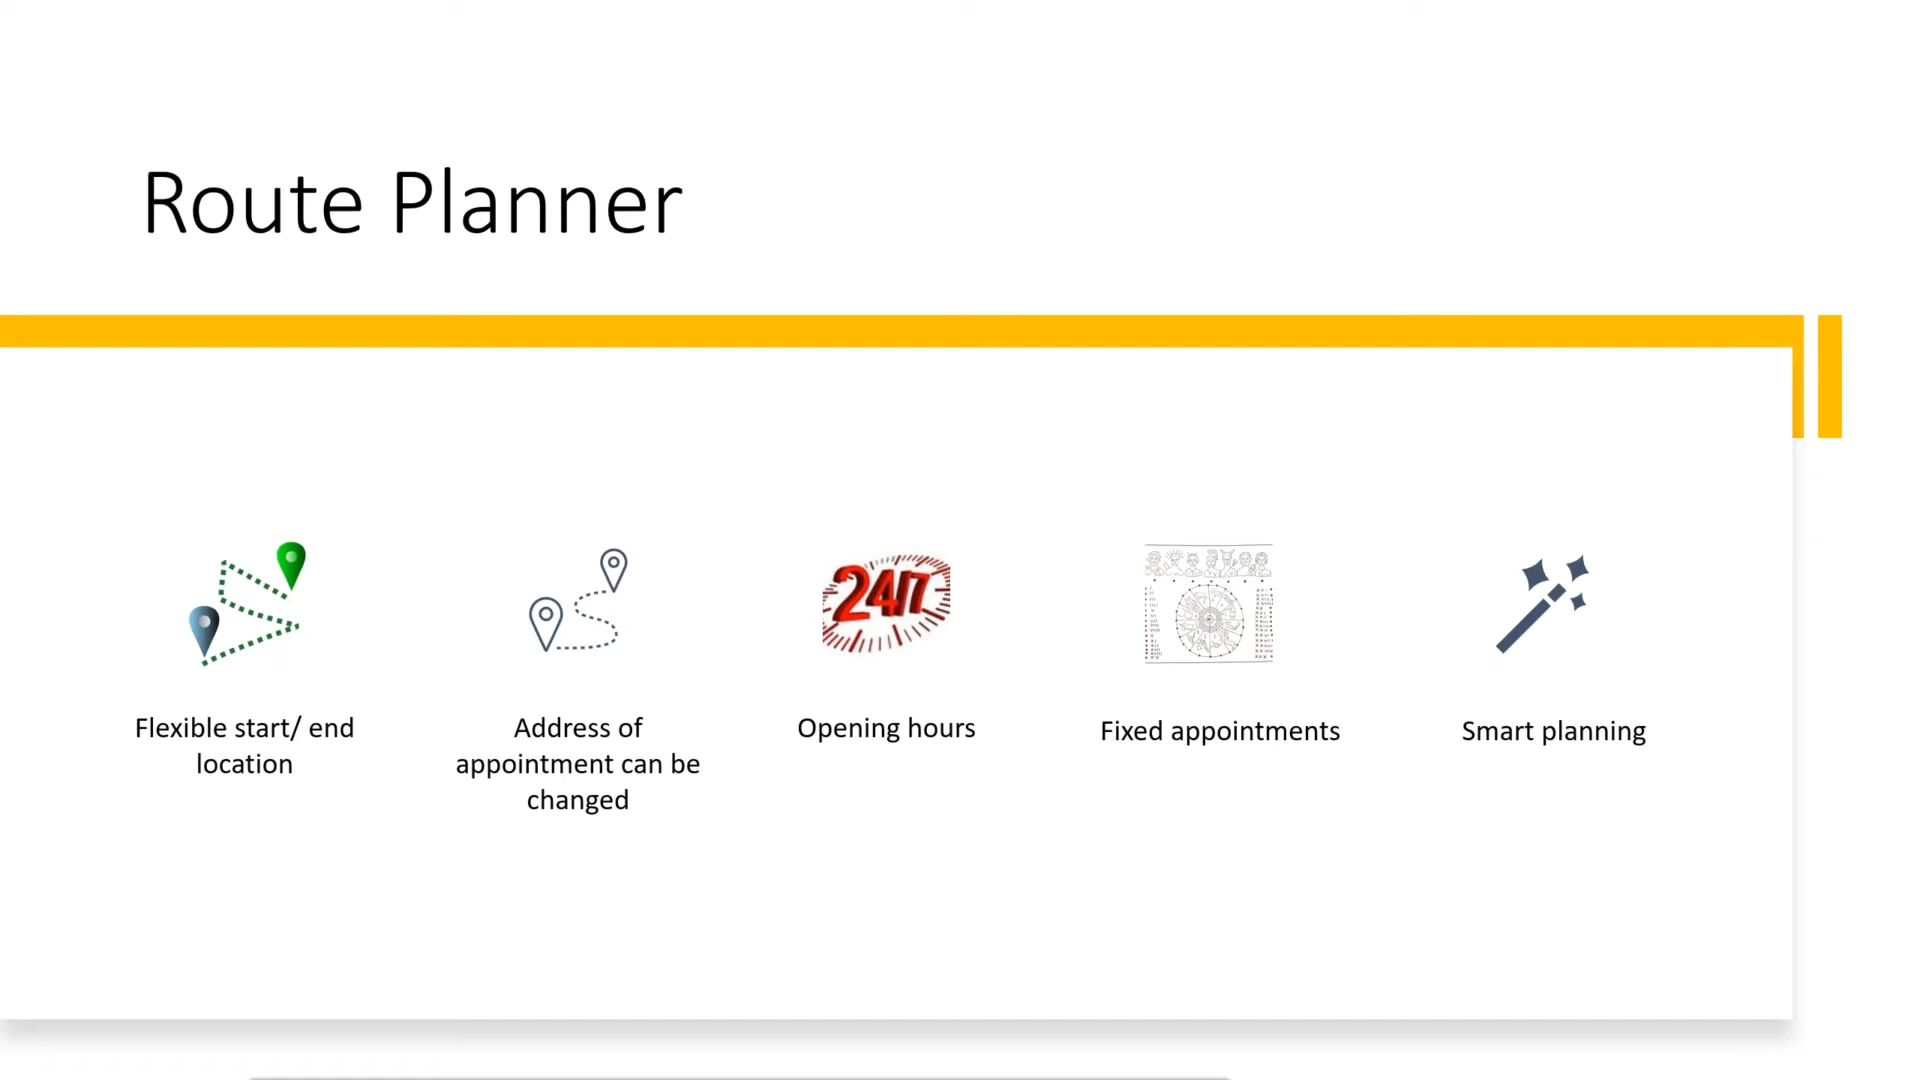 Route Planner
24/7
Flexible start/ end
location
Address of
appointment can be
changed
Opening hours
Fixed appointments
Smart planning